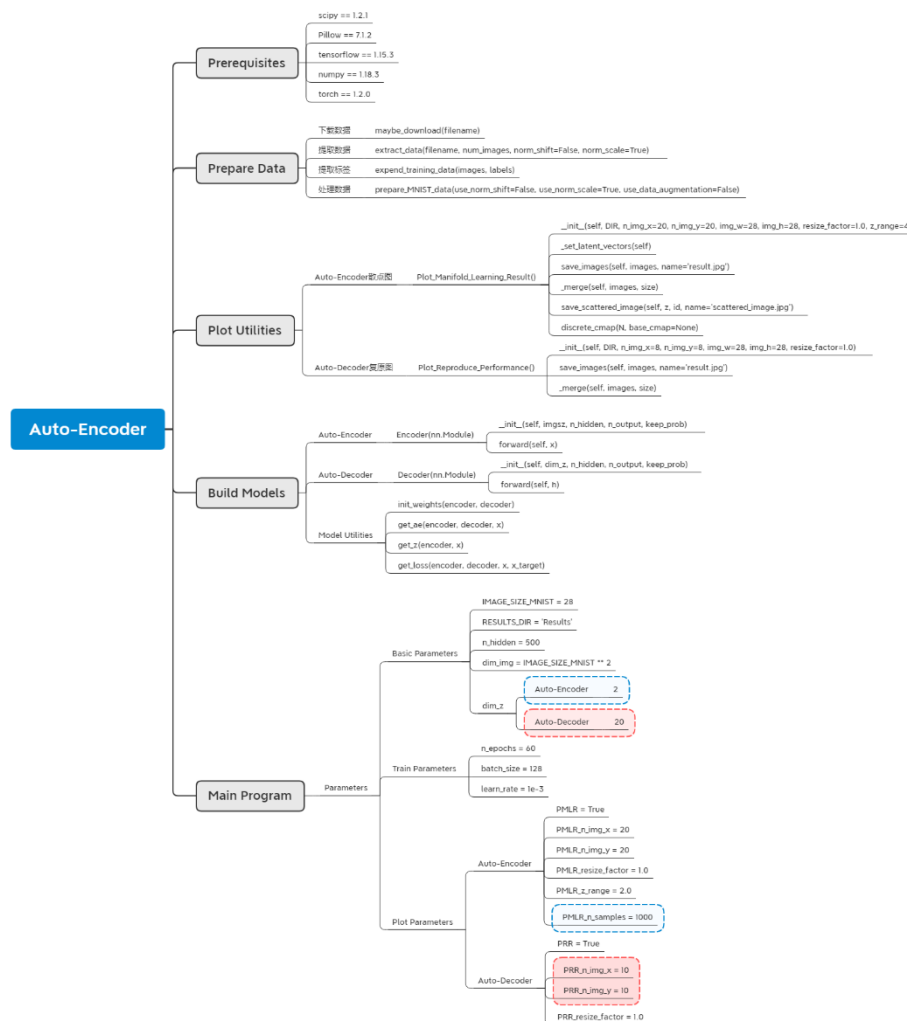 Auto-Encoder
Prerequisites
scipy == 1.2.1
Pillow == 7.1.2
tensorflow == 1.15.3
numpy == 1.18.3
torch == 1.2.0
Prepare Data
下载数据 maybe_download(filename)
提取数据 extract_data(filename, num_images, norm_shift=False, norm_scale=True)
提取标签 expend_training_data(images, labels)
处理数据 prepare_MNIST_data(use_norm_shift=False, use_norm_scale=True, use_data_augmentation=False)
Plot Utilities
Auto-Encoder散点图 Plot_Manifold_Learning_Result()
__init__(self, DIR, n_img_x=20, n_img_y=20, img_w=28, img_h=28, resize_factor=1.0, z_range=4
_set_latent_vectors(self)
save_images(self, images, name='result.jpg')
_merge(self, images, size)
save_scattered_image(self, z, id, name='scattered_image.jpg')
discrete_cmap(N, base_cmap=None)
Auto-Decoder复原图 Plot_Reproduce_Performance()
__init__(self, DIR, n_img_x=8, n_img_y=8, img_w=28, img_h=28, resize_factor=1.0)
save_images(self, images, name='result.jpg')
_merge(self, images, size)
Build Models
Auto-Encoder Encoder(nn.Module)
__init__(self, imgsz, n_hidden, n_output, keep_prob)
forward(self, x)
Auto-Decoder Decoder(nn.Module)
__init__(self, dim_z, n_hidden, n_output, keep_prob)
forward(self, h)
Model Utilities
init_weights(encoder, decoder)
get_ae(encoder, decoder, x)
get_z(encoder, x)
get_loss(encoder, decoder, x, x_target)
Main Program
Parameters
Basic Parameters
IMAGE_SIZE_MNIST = 28
RESULTS_DIR = 'Results'
n_hidden = 500
dim_img = IMAGE_SIZE_MNIST ** 2
dim_z
Auto-Encoder 2
Auto-Decoder 20
Train Parameters
n_epochs = 60
batch_size = 128
learn_rate = 1e-3
Plot Parameters
Auto-Encoder
PMLR = True
PMLR_n_img_x = 20
PMLR_n_img_y = 20
PMLR_resize_factor = 1.0
PMLR_z_range = 2.0
PMLR_n_samples = 1000
Auto-Decoder
PRR = True
PRR_n_img_x = 10
PRR_n_img_y = 10
PRR_resize_factor = 1.0